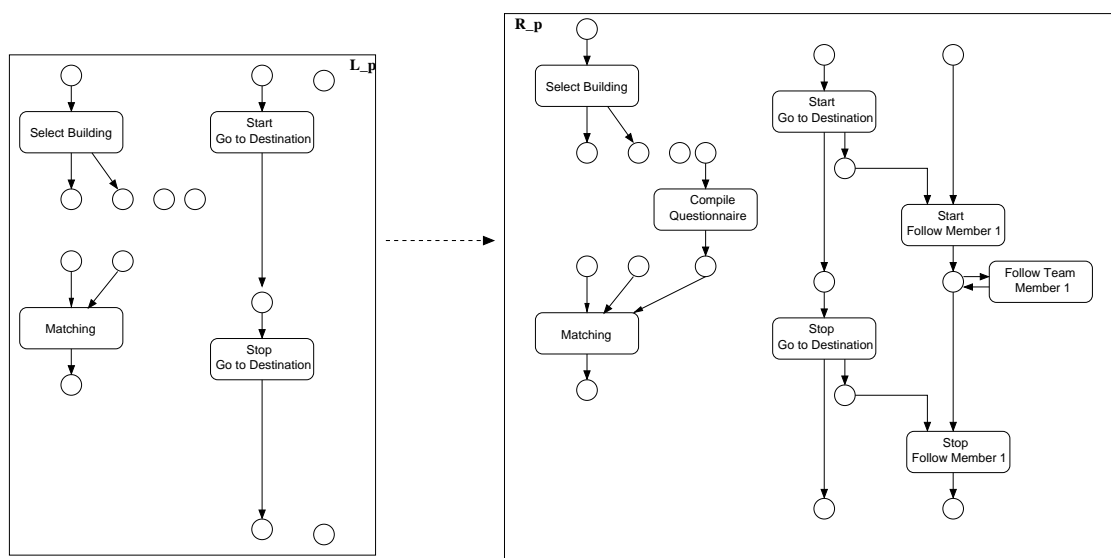 L_p
Select Building
Start
Go to Destination
Matching
Stop
Go to Destination
R_p
Select Building
Start
Go to Destination
Compile
Questionnaire
Start
Follow Member 1
Follow Team
Member 1
Matching
Stop
Go to Destination
Stop
Follow Member 1